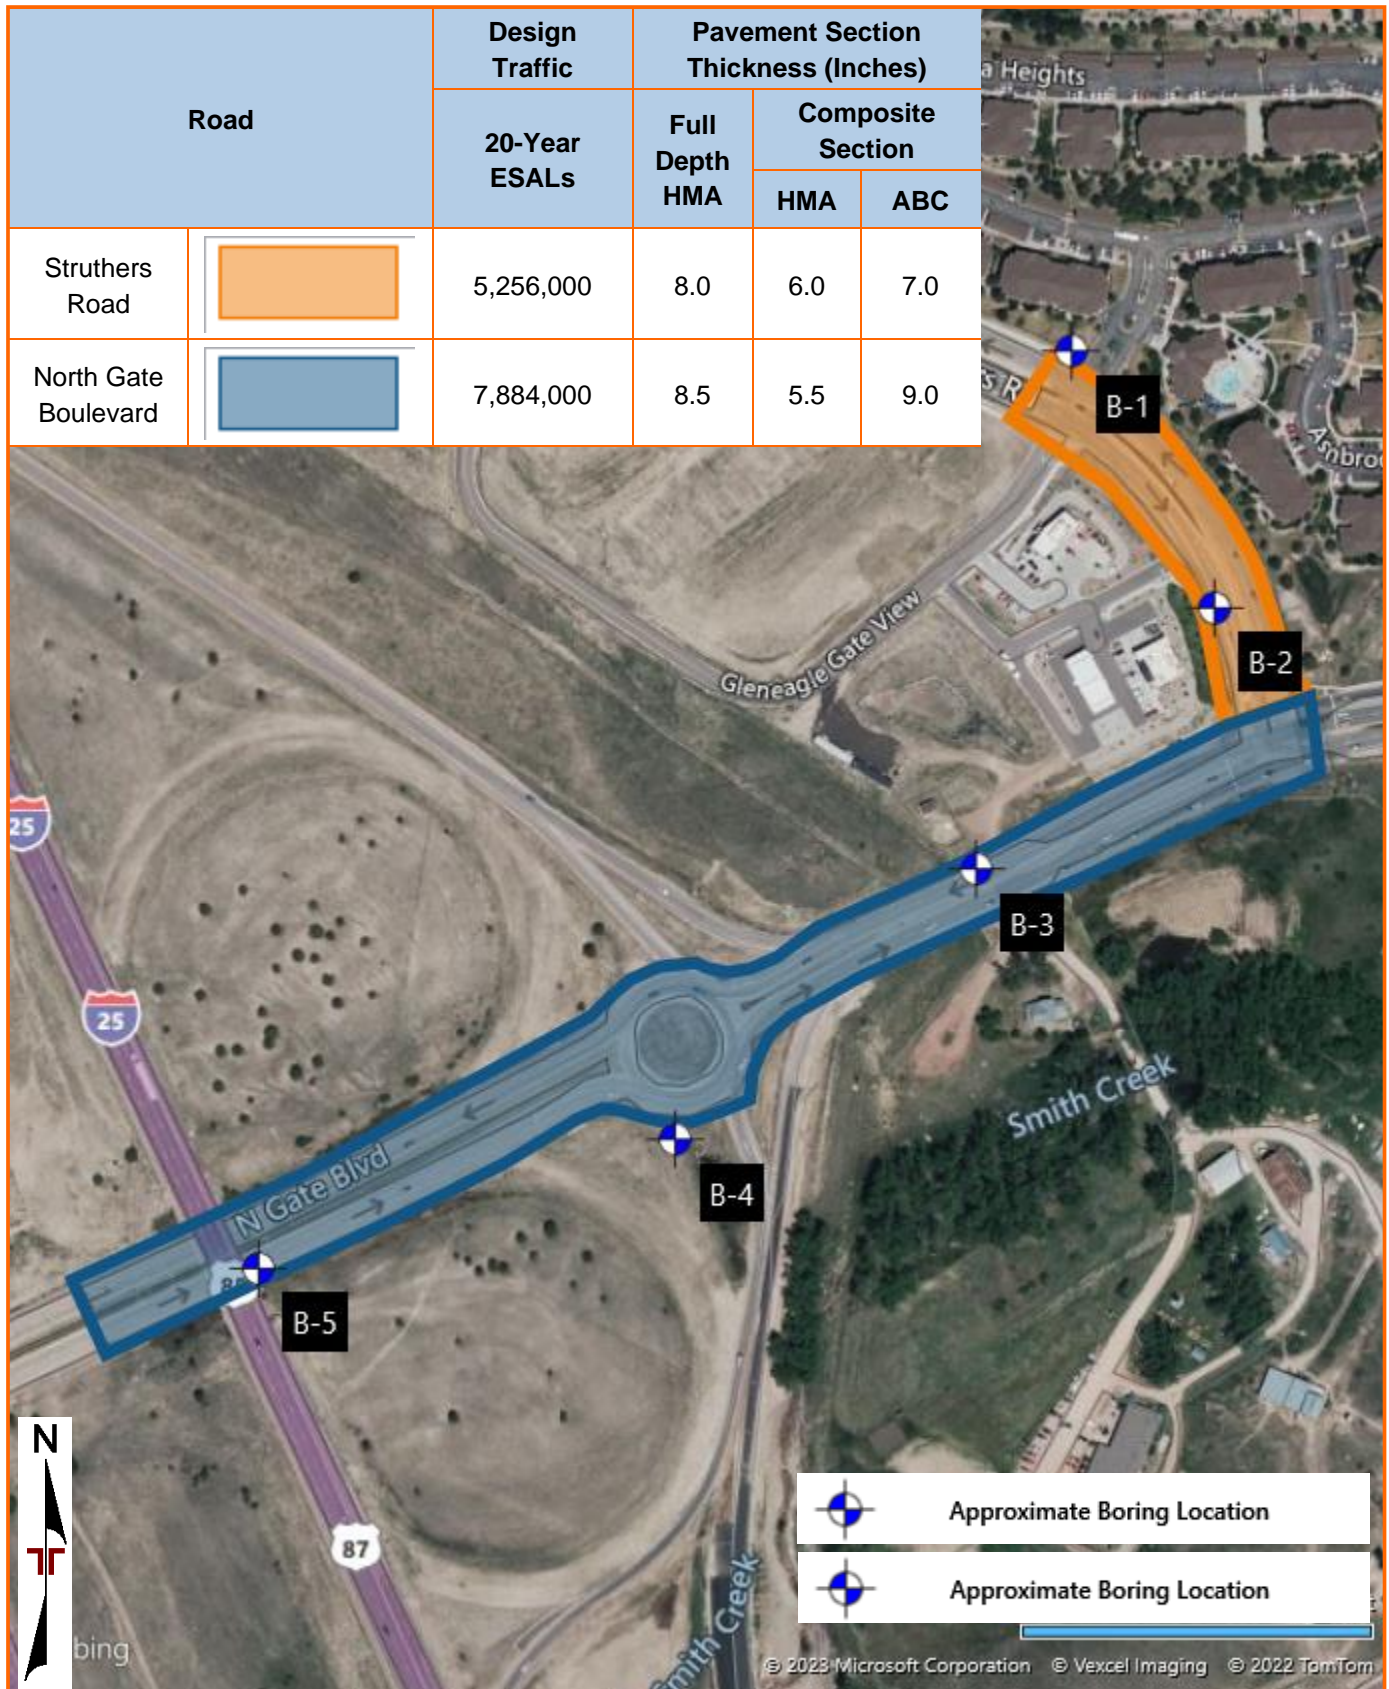 Road
Design
Traffic
20-Year
ESALs
Pavement Section
Thickness (Inches)
Full
Depth
HMA
Composite
Section
HMA
ABC
Struthers
Road
5,256,000
8.0
6.0
7.0
North Gate
Boulevard
7,884,000
8.5
5.5
9.0
a Heights
s R
B-1
Ashbroo
B-2
Gleneagle Gate View
25
B-3
25
Smith Creek
B-4
N Gate Blvd
B-5
87
N
Smith Creek
Approximate Boring Location
Approximate Boring Location
bing
© 2023 Microsoft Corporation © Vexcel Imaging © 2022 TomTom